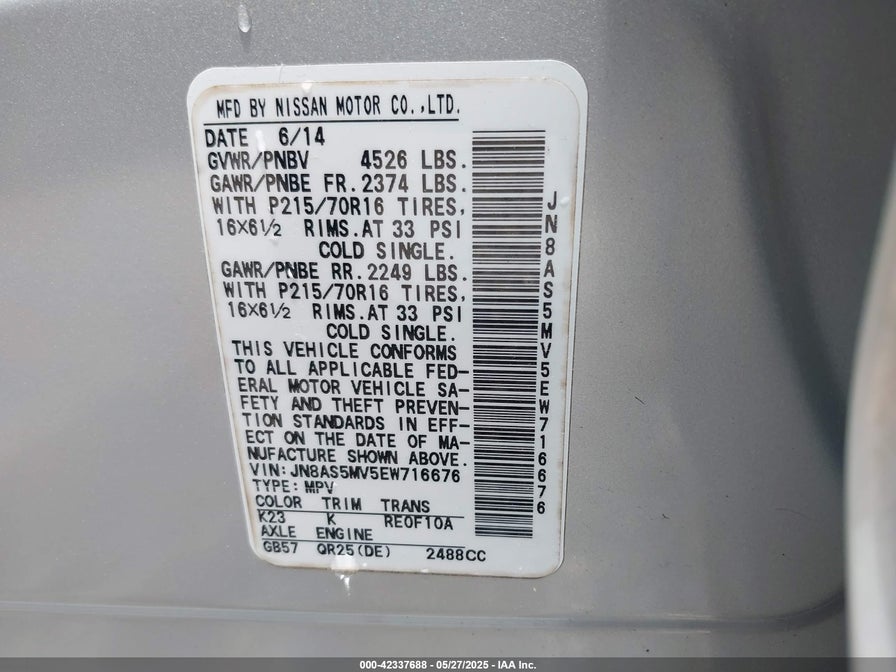 MFD BY NISSAN MOTOR CO.,LTD.
DATE 6/14
GVWR/PNBV 4526 LBS.
GAWR/PNBE FR. 2374 LBS.
WITH P215/70R16 TIRES,
16X6½ RIMS.AT 33 PSI
COLD SINGLE.
GAWR/PNBE RR. 2249 LBS.
WITH P215/70R16 TIRES,
16X6½ RIMS.AT 33 PSI
COLD SINGLE.
THIS VEHICLE CONFORMS
TO ALL APPLICABLE FED-
ERAL MOTOR VEHICLE SA-
FETY AND THEFT PREVEN-
TION STANDARDS IN EFF-
ECT ON THE DATE OF MA-
NUFACTURE SHOWN ABOVE.
VIN: JN8AS5MV5EW716676
TYPE: MPV
COLOR TRIM TRANS
K23 K RE0F10A
AXLE ENGINE
GB57 QR25(DE) 2488CC
JN8AS5MV5EW716676
000-42337688 - 05/27/2025 - IAA Inc.